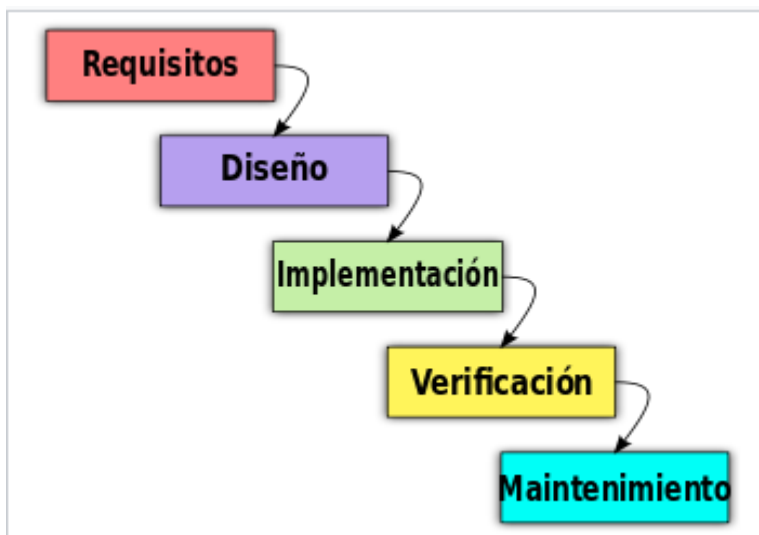 Requisitos
Diseño
Implementación
Verificación
Maintenimiento